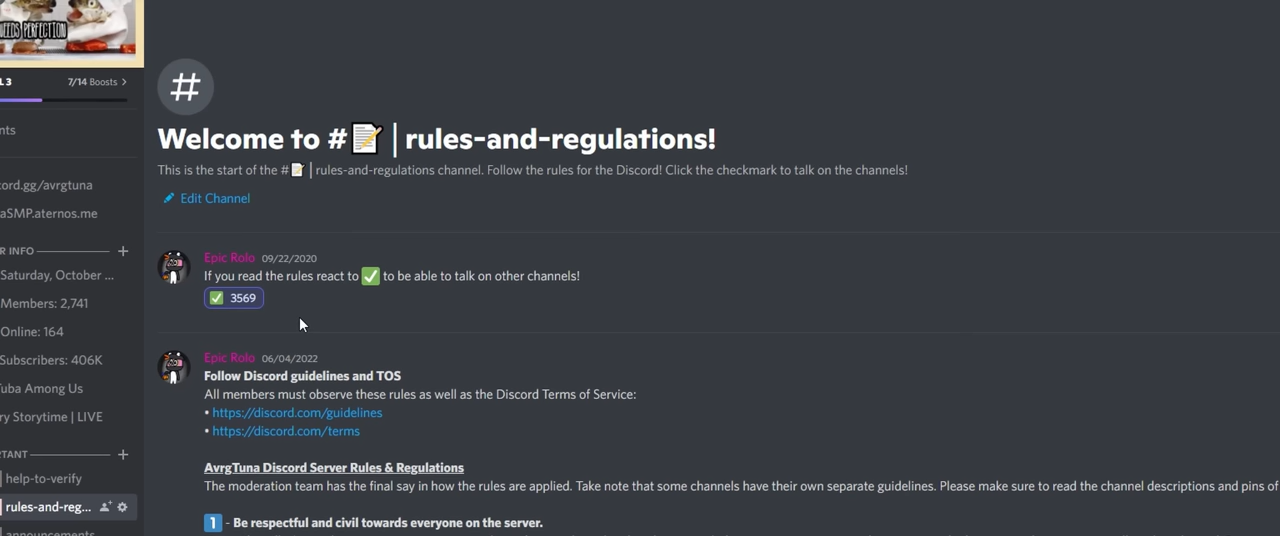 NEEDS PERFECTION
L 3
7/14 Boosts
nts
cord.gg/avrgtuna
aSMP.aternos.me
R INFO
Saturday, October ...
Members: 2,741
Online: 164
Subscribers: 406K
Tuba Among Us
ry Storytime | LIVE
RTANT
help-to-verify
rules-and-reg...
announcements
#
Welcome to #📝 | rules-and-regulations!
This is the start of the #📝 | rules-and-regulations channel. Follow the rules for the Discord! Click the checkmark to talk on the channels!
Edit Channel
Epic Rolo 09/22/2020
If you read the rules react to ✅ to be able to talk on other channels!
✅ 3569
Epic Rolo 06/04/2022
Follow Discord guidelines and TOS
All members must observe these rules as well as the Discord Terms of Service:
• https://discord.com/guidelines
• https://discord.com/terms
AvrgTuna Discord Server Rules & Regulations
The moderation team has the final say in how the rules are applied. Take note that some channels have their own separate guidelines. Please make sure to read the channel descriptions and pins of
1️⃣ - Be respectful and civil towards everyone on the server.